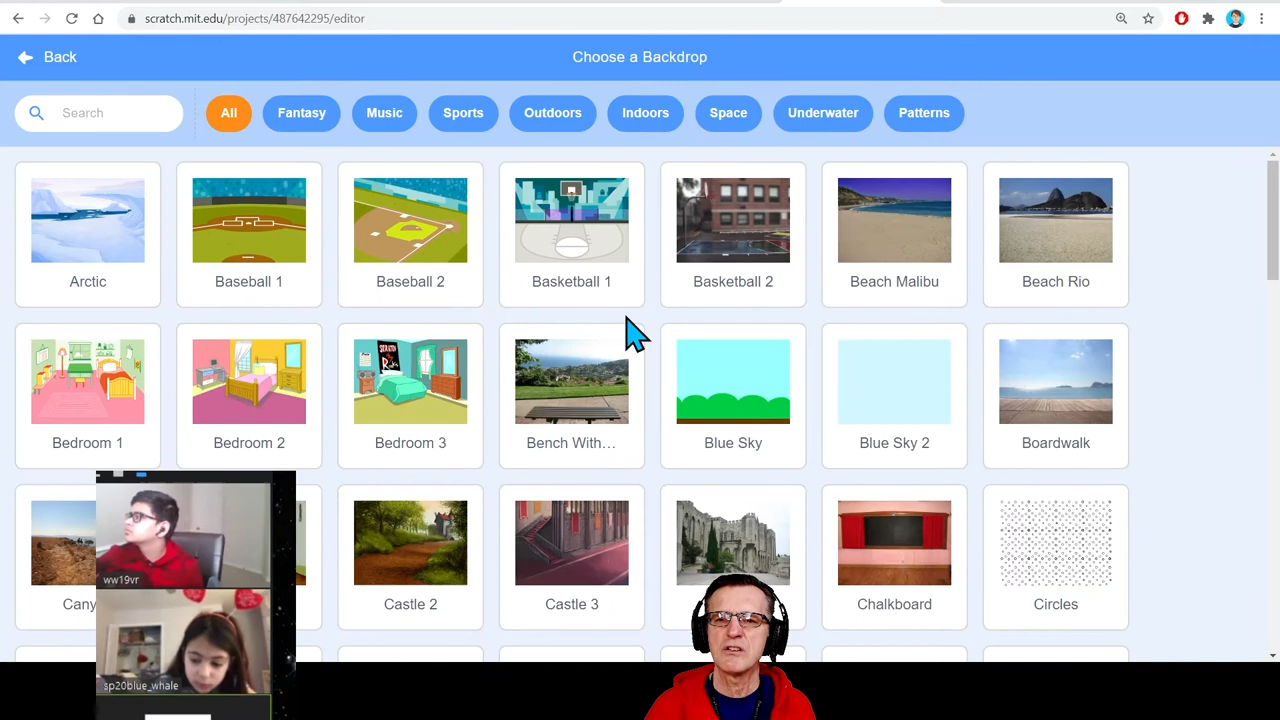 scratch.mit.edu/projects/487642295/editor
Back
Choose a Backdrop
Search
All
Fantasy
Music
Sports
Outdoors
Indoors
Space
Underwater
Patterns
Arctic
Baseball 1
Baseball 2
Basketball 1
Basketball 2
Beach Malibu
Beach Rio
Bedroom 1
Bedroom 2
Bedroom 3
Bench With...
Blue Sky
Blue Sky 2
Boardwalk
Cany
Castle 2
Castle 3
Chalkboard
Circles
ww19vr
sp20blue_whale